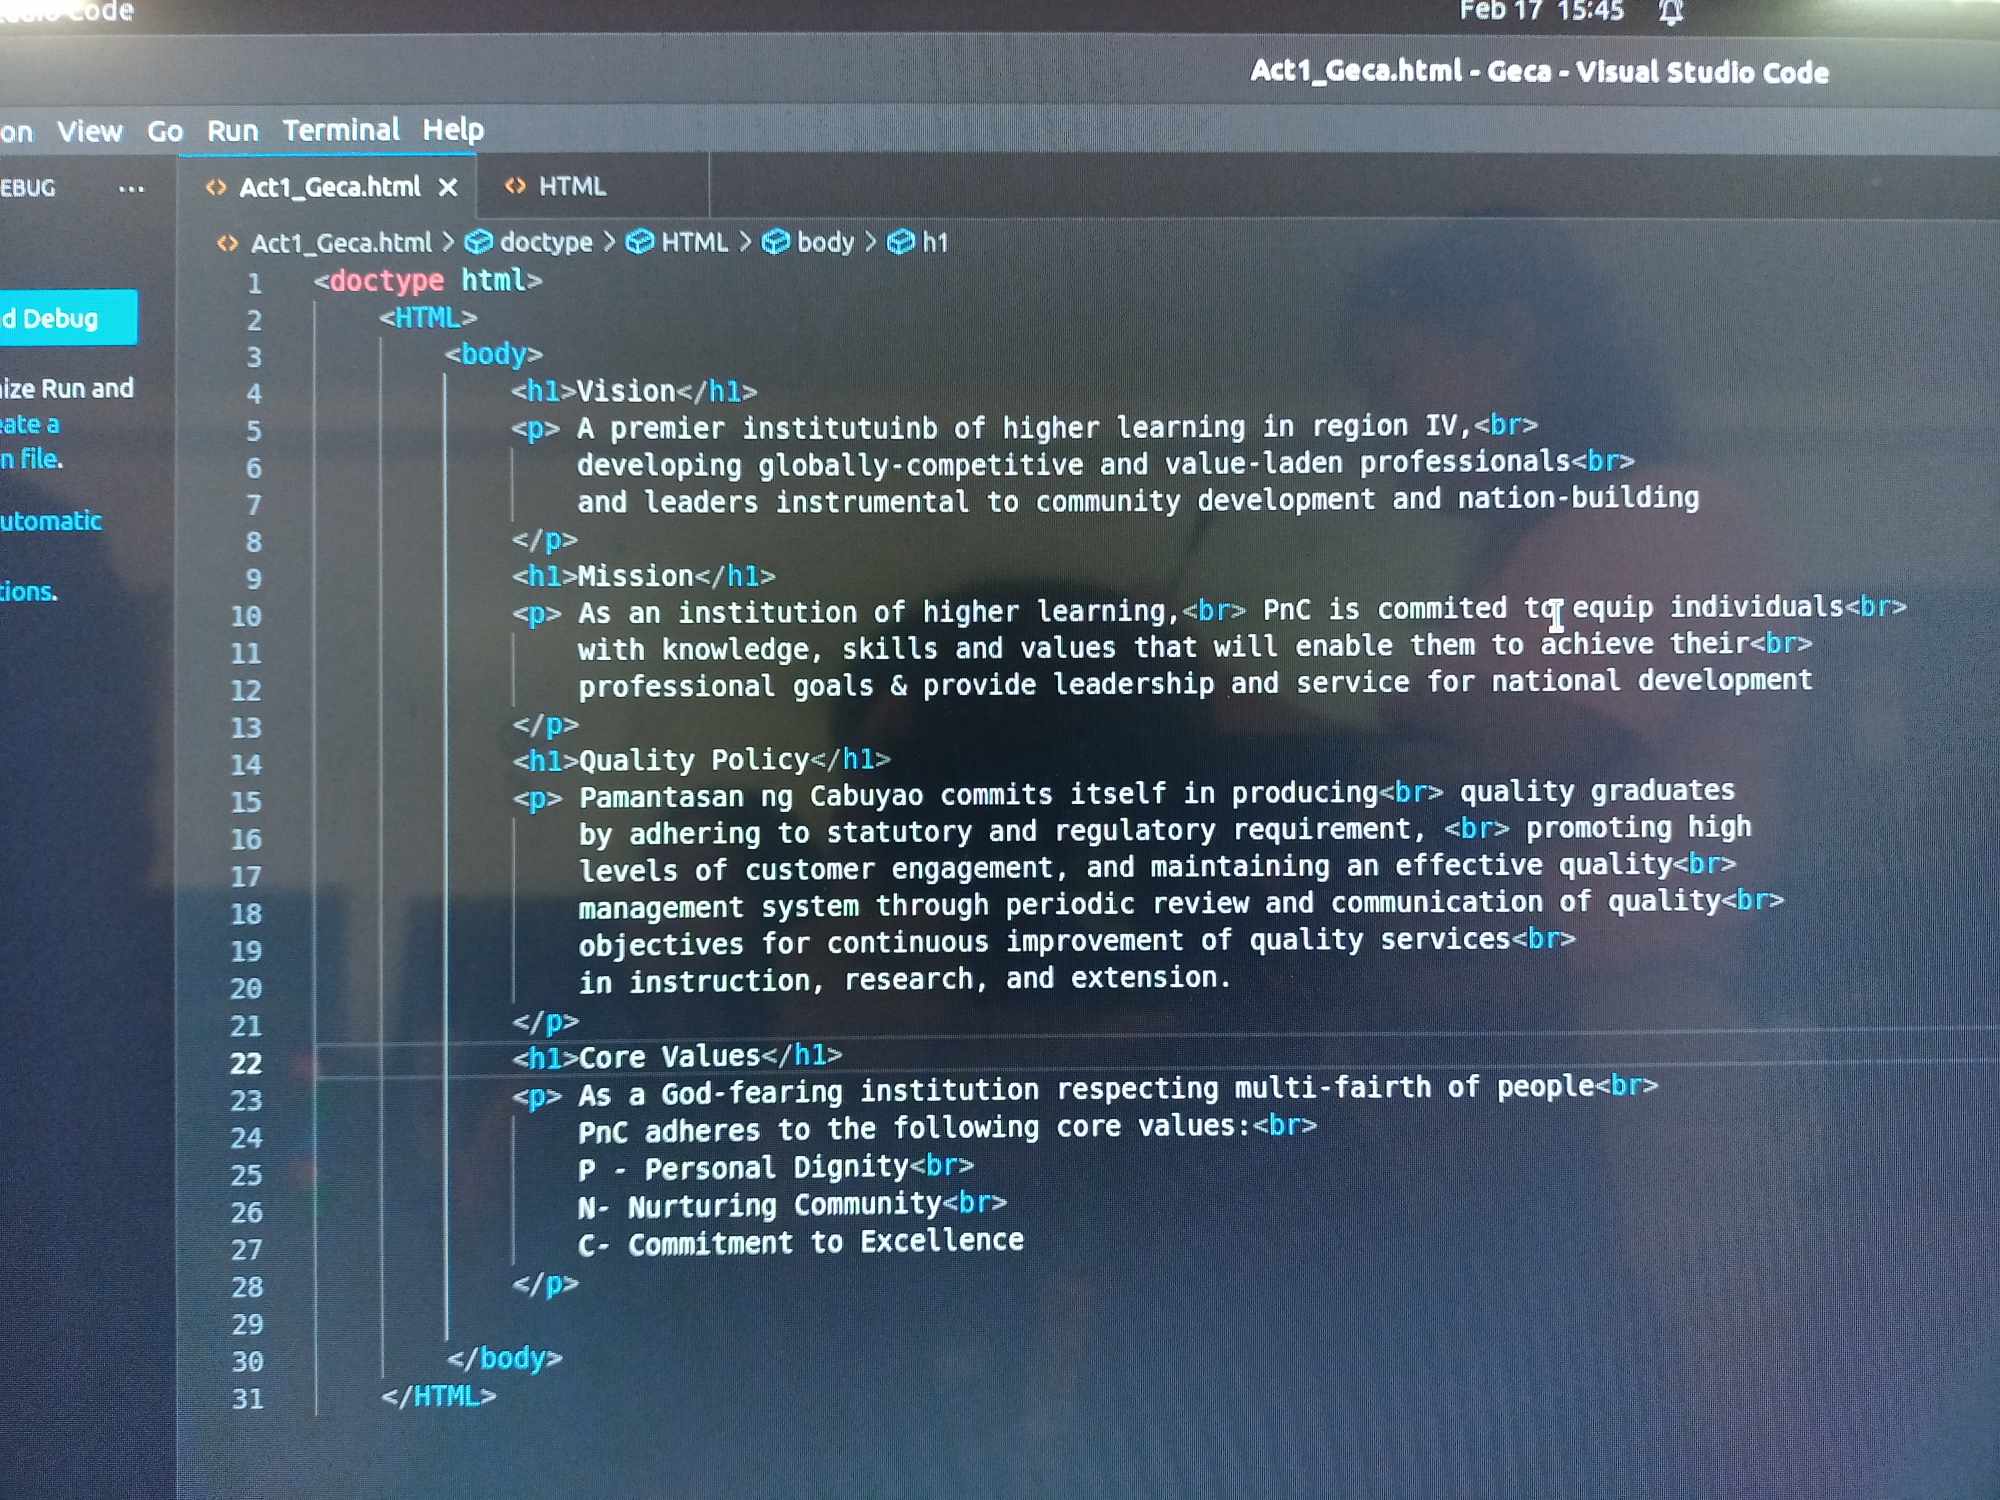 Code
Feb 17 15:45
Act1_Geca.html - Geca - Visual Studio Code
on View Go Run Terminal Help
EBUG ... Act1_Geca.html × HTML
Act1_Geca.html > doctype > HTML > body > h1
d Debug
ize Run and
eate a
n file.
utomatic
tions.
1 <doctype html>
2 <HTML>
3 <body>
4 <h1>Vision</h1>
5 <p> A premier institutuinb of higher learning in region IV,<br>
6 developing globally-competitive and value-laden professionals<br>
7 and leaders instrumental to community development and nation-building
8 </p>
9 <h1>Mission</h1>
10 <p> As an institution of higher learning,<br> PnC is commited to equip individuals<br>
11 with knowledge, skills and values that will enable them to achieve their<br>
12 professional goals & provide leadership and service for national development
13 </p>
14 <h1>Quality Policy</h1>
15 <p> Pamantasan ng Cabuyao commits itself in producing<br> quality graduates
16 by adhering to statutory and regulatory requirement, <br> promoting high
17 levels of customer engagement, and maintaining an effective quality<br>
18 management system through periodic review and communication of quality<br>
19 objectives for continuous improvement of quality services<br>
20 in instruction, research, and extension.
21 </p>
22 <h1>Core Values</h1>
23 <p> As a God-fearing institution respecting multi-fairth of people<br>
24 PnC adheres to the following core values:<br>
25 P - Personal Dignity<br>
26 N- Nurturing Community<br>
27 C- Commitment to Excellence
28 </p>
29
30 </body>
31 </HTML>